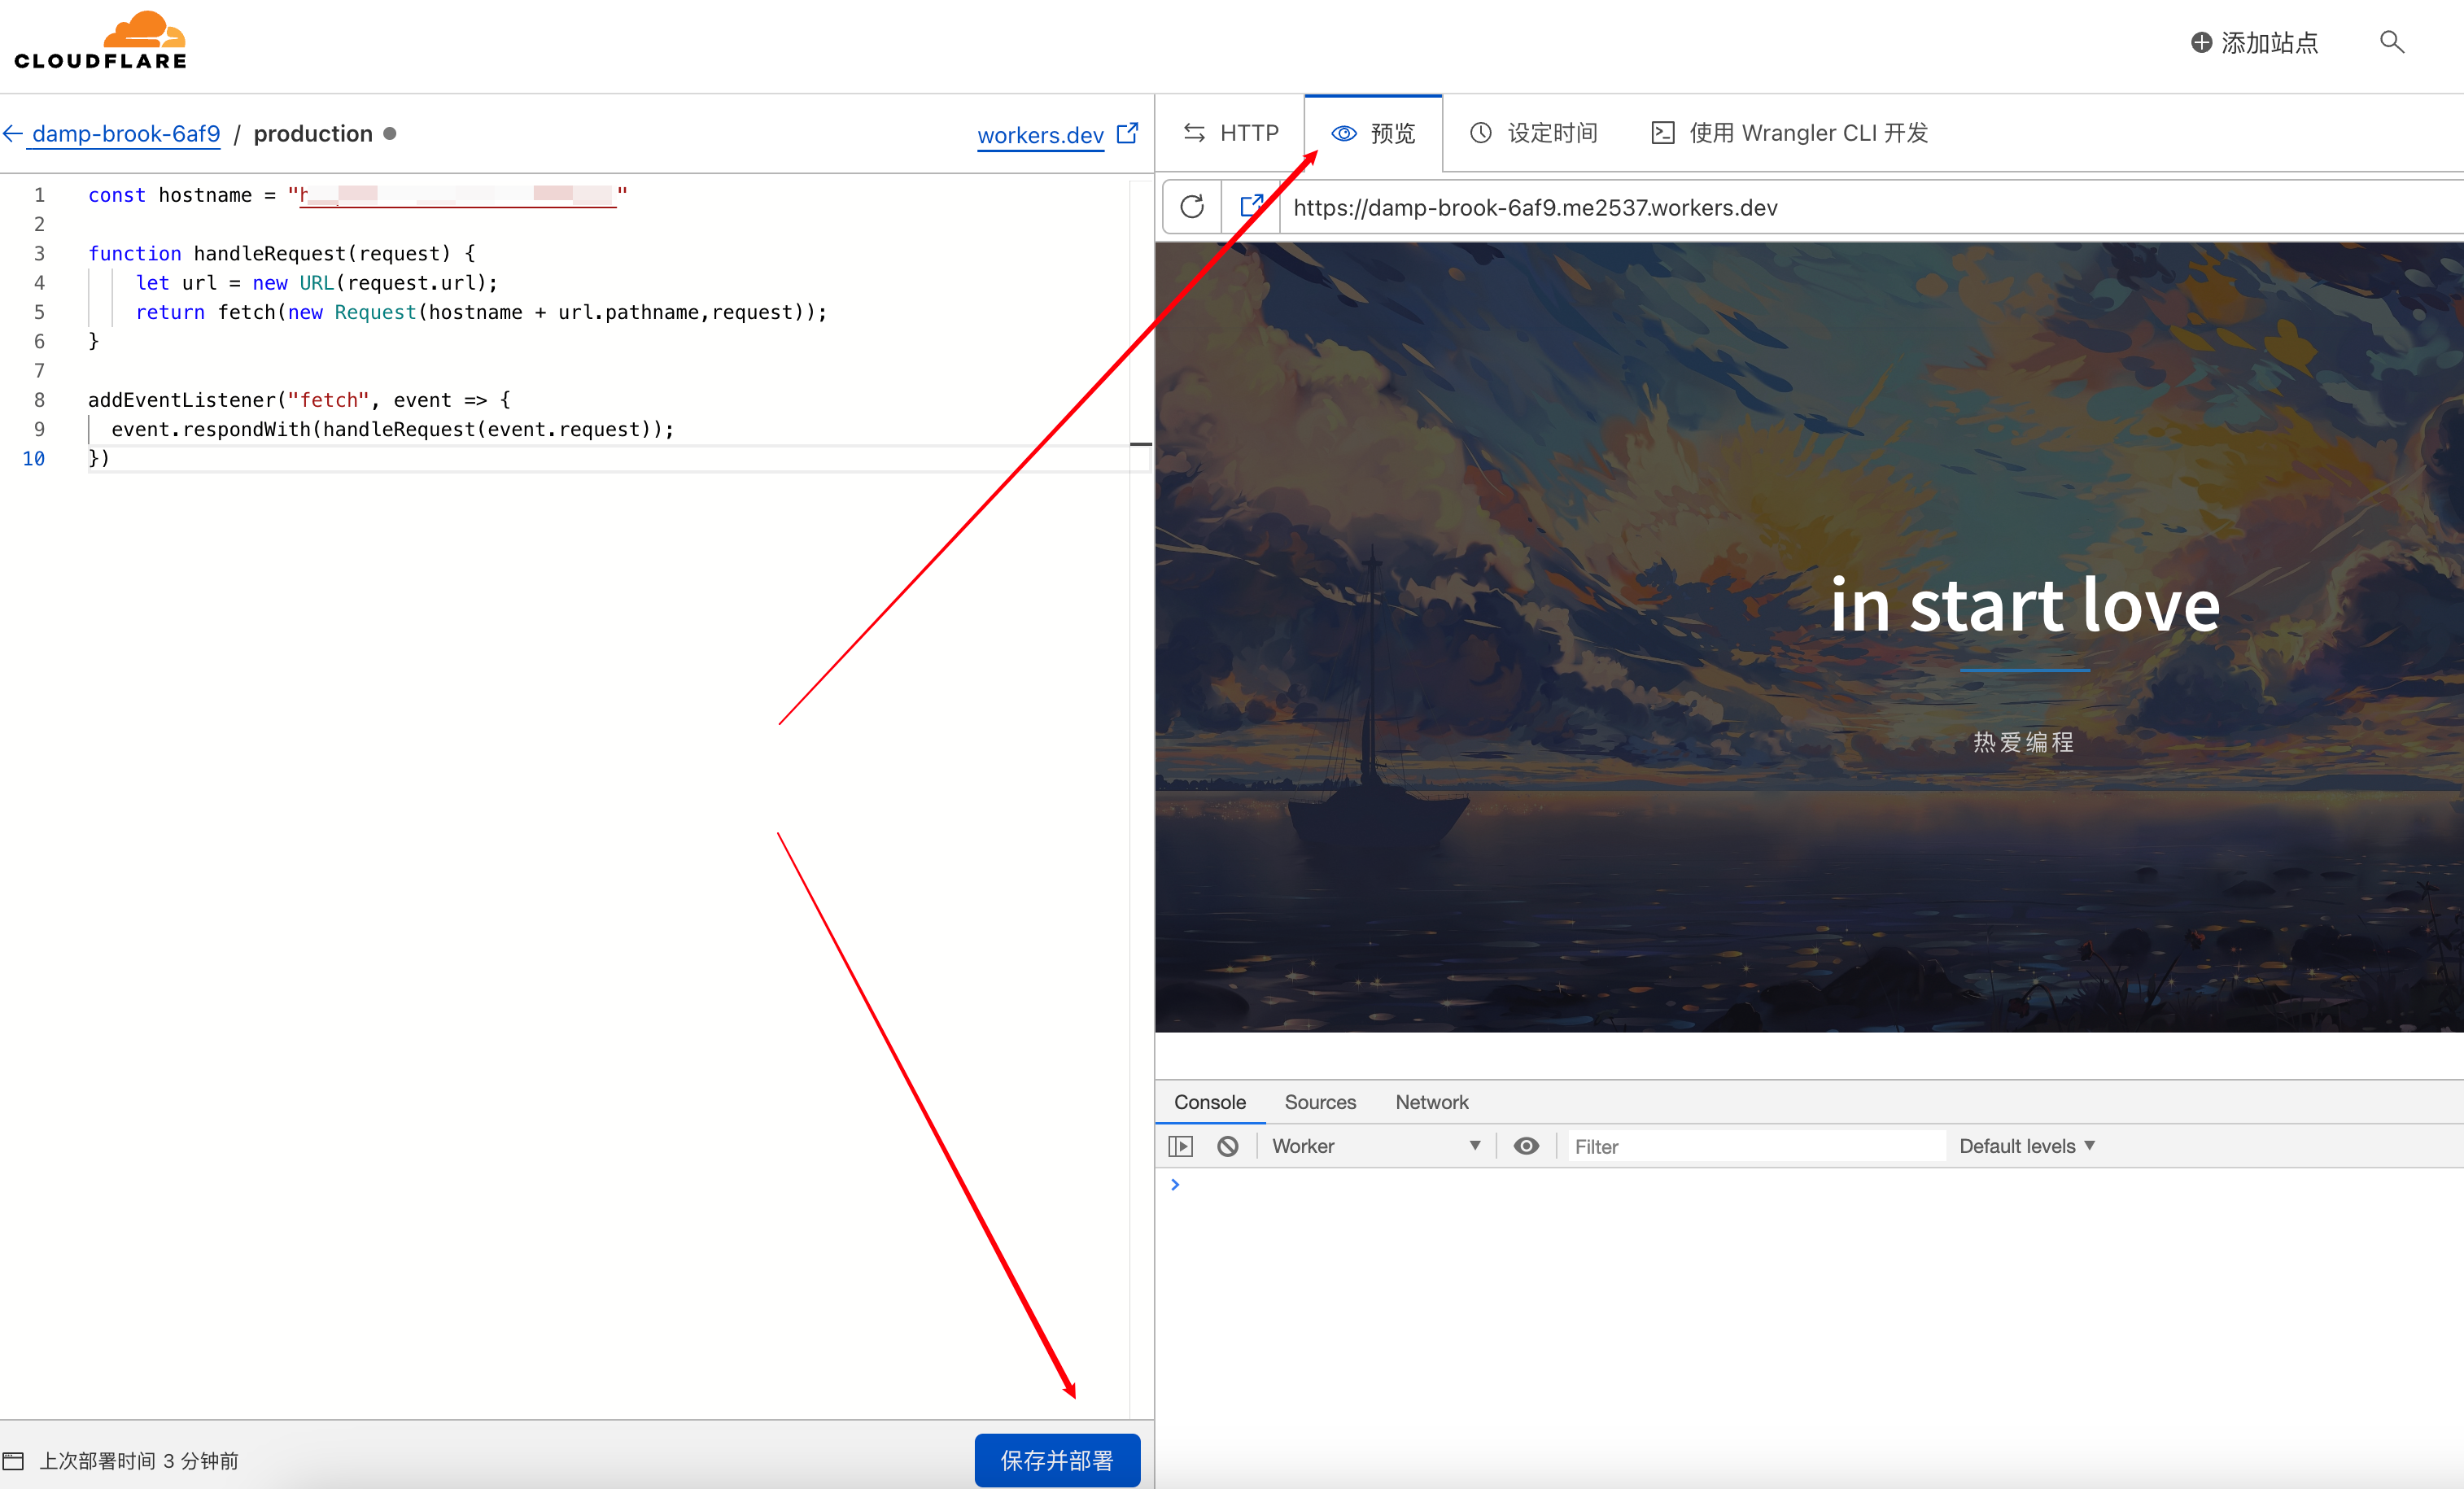 CLOUDFLARE
添加站点
damp-brook-6af9 / production
workers.dev
HTTP
预览
设定时间
使用 Wrangler CLI 开发
https://damp-brook-6af9.me2537.workers.dev
1 const hostname = "h"
2
3 function handleRequest(request) {
4 let url = new URL(request.url);
5 return fetch(new Request(hostname + url.pathname,request));
6 }
7
8 addEventListener("fetch", event => {
9 event.respondWith(handleRequest(event.request));
10 })
in start love
热爱编程
Console Sources Network
Worker
Filter
Default levels
上次部署时间 3 分钟前
保存并部署